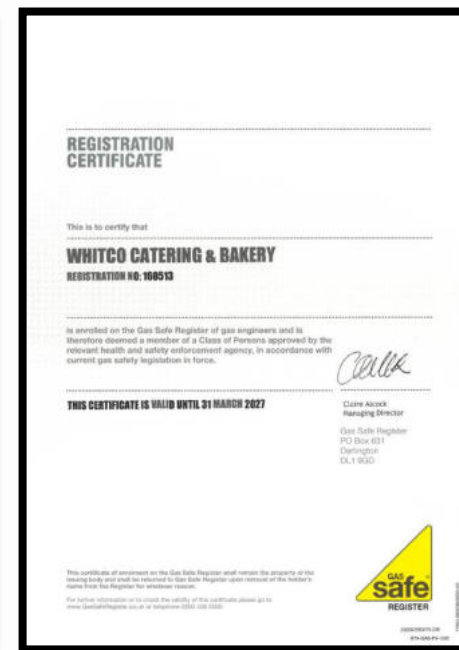 REGISTRATION
CERTIFICATE
This is to certify that
WHITCO CATERING & BAKERY
REGISTRATION NO: 160513
is enrolled on the Gas Safe Register of gas engineers and is
therefore deemed a member of a Class of Persons approved by the
relevant health and safety enforcement agency, in accordance with
current gas safety legislation in force.
THIS CERTIFICATE IS VALID UNTIL 31 MARCH 2027
Claire Alcock
Managing Director
Gas Safe Register
PO Box 631
Darlington
This certificate of enrolment on the Gas Safe Register shall remain the property of the
issuing body and shall be returned to Gas Safe Register upon removal of the holder's
name from the Register for whatever reason.
For further information or to check the validity of this certificate please go to
www.GasSafeRegister.co.uk or telephone
GAS
safe
REGISTER